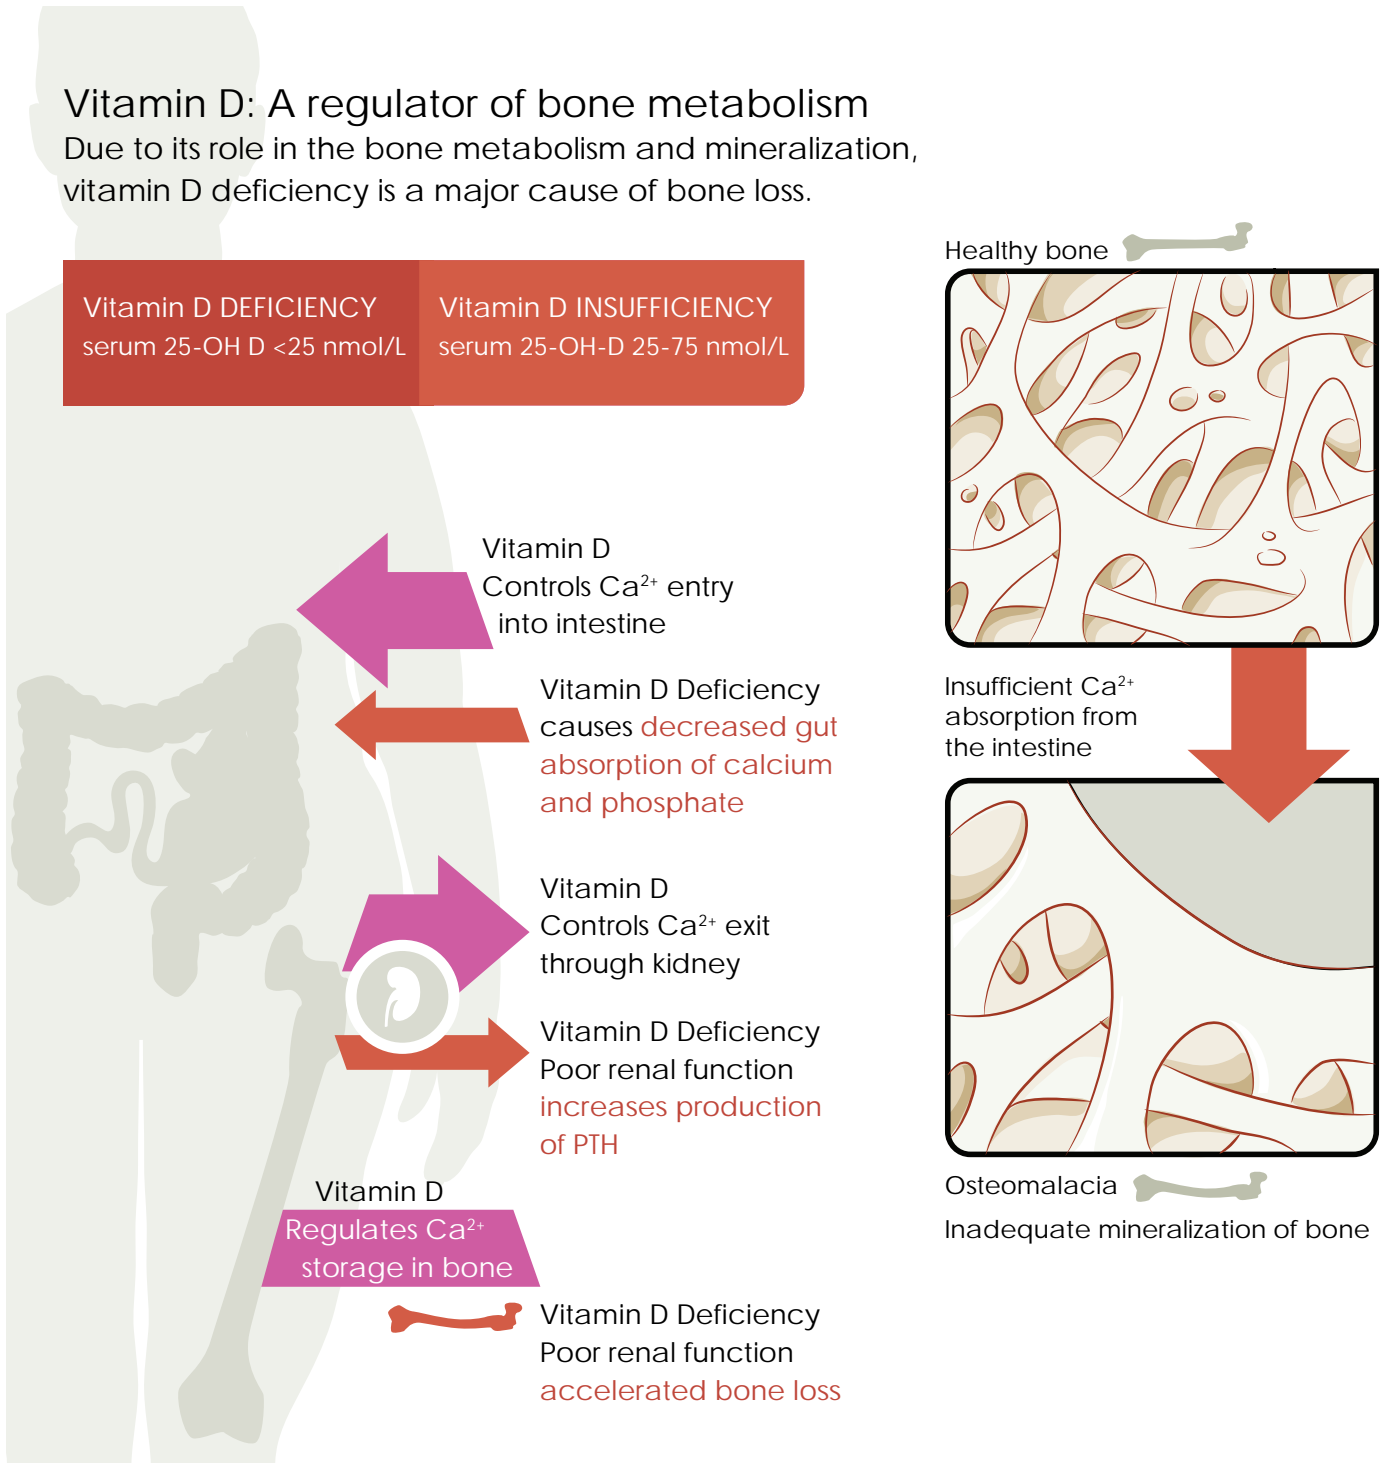 Vitamin D: A regulator of bone metabolism
Due to its role in the bone metabolism and mineralization,
vitamin D deficiency is a major cause of bone loss.
Vitamin D DEFICIENCY
serum 25-OH D <25 nmol/L
Vitamin D INSUFFICIENCY
serum 25-OH-D 25-75 nmol/L
Vitamin D
Controls Ca²⁺ entry
into intestine
Vitamin D Deficiency
causes decreased gut
absorption of calcium
and phosphate
Vitamin D
Controls Ca²⁺ exit
through kidney
Vitamin D Deficiency
Poor renal function
increases production
of PTH
Vitamin D
Regulates Ca²⁺
storage in bone
Vitamin D Deficiency
Poor renal function
accelerated bone loss
Healthy bone
Insufficient Ca²⁺
absorption from
the intestine
Osteomalacia
Inadequate mineralization of bone